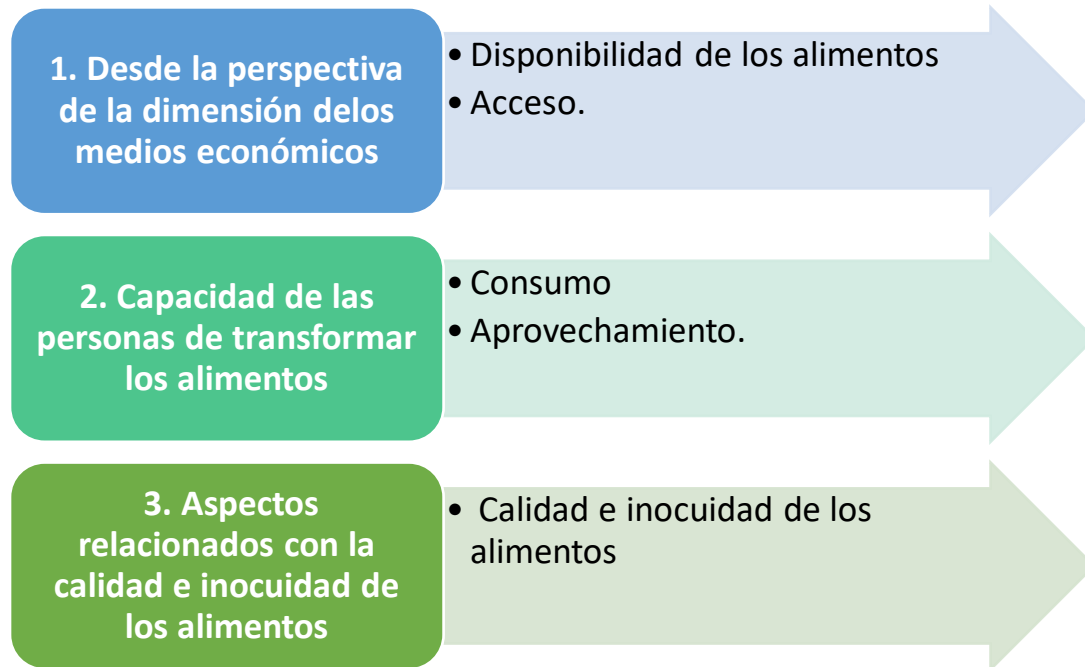 1. Desde la perspectiva
de la dimensión delos
medios económicos
• Disponibilidad de los alimentos
• Acceso.
2. Capacidad de las
personas de transformar
los alimentos
• Consumo
• Aprovechamiento.
3. Aspectos
relacionados con la
calidad e inocuidad de
los alimentos
• Calidad e inocuidad de los
alimentos